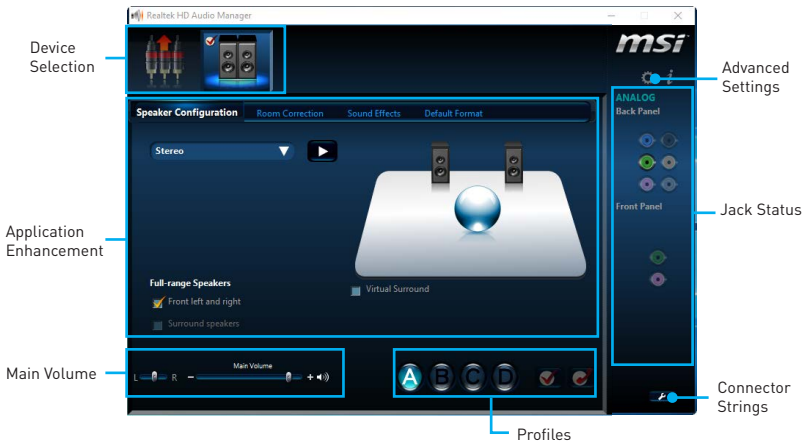 Realtek HD Audio Manager
msi
Device
Selection
Advanced
Settings
i
ANALOG
Back Panel
Speaker Configuration
Room Correction
Sound Effects
Default Format
Stereo
Jack Status
Front Panel
Application
Enhancement
Full-range Speakers
Virtual Surround
Front left and right
Surround speakers
Main Volume
Main Volume
L
R
-
+
A
B
C
D
Connector
Strings
Profiles